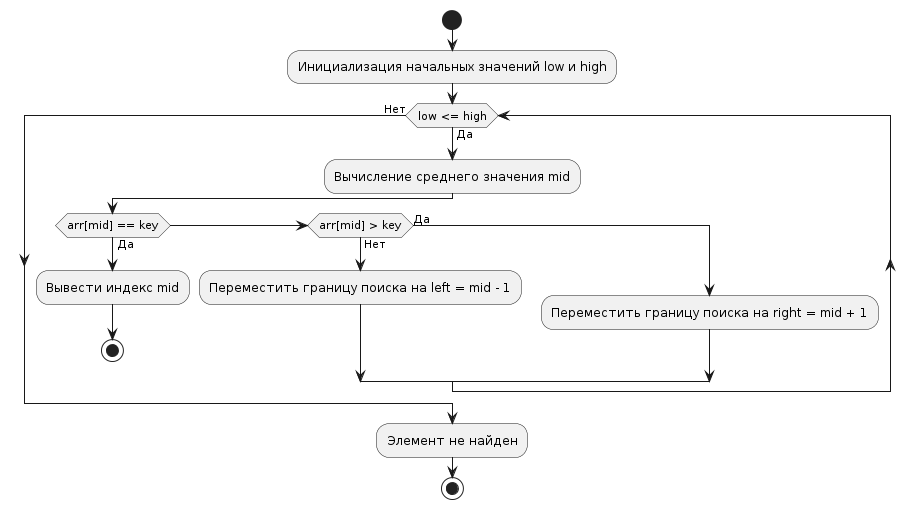 Инициализация начальных значений low и high
Нет
low <= high
Да
Вычисление среднего значения mid
arr[mid] == key
Да
arr[mid] > key
Да
Нет
Вывести индекс mid
Переместить границу поиска на left = mid - 1
Переместить границу поиска на right = mid + 1
Элемент не найден